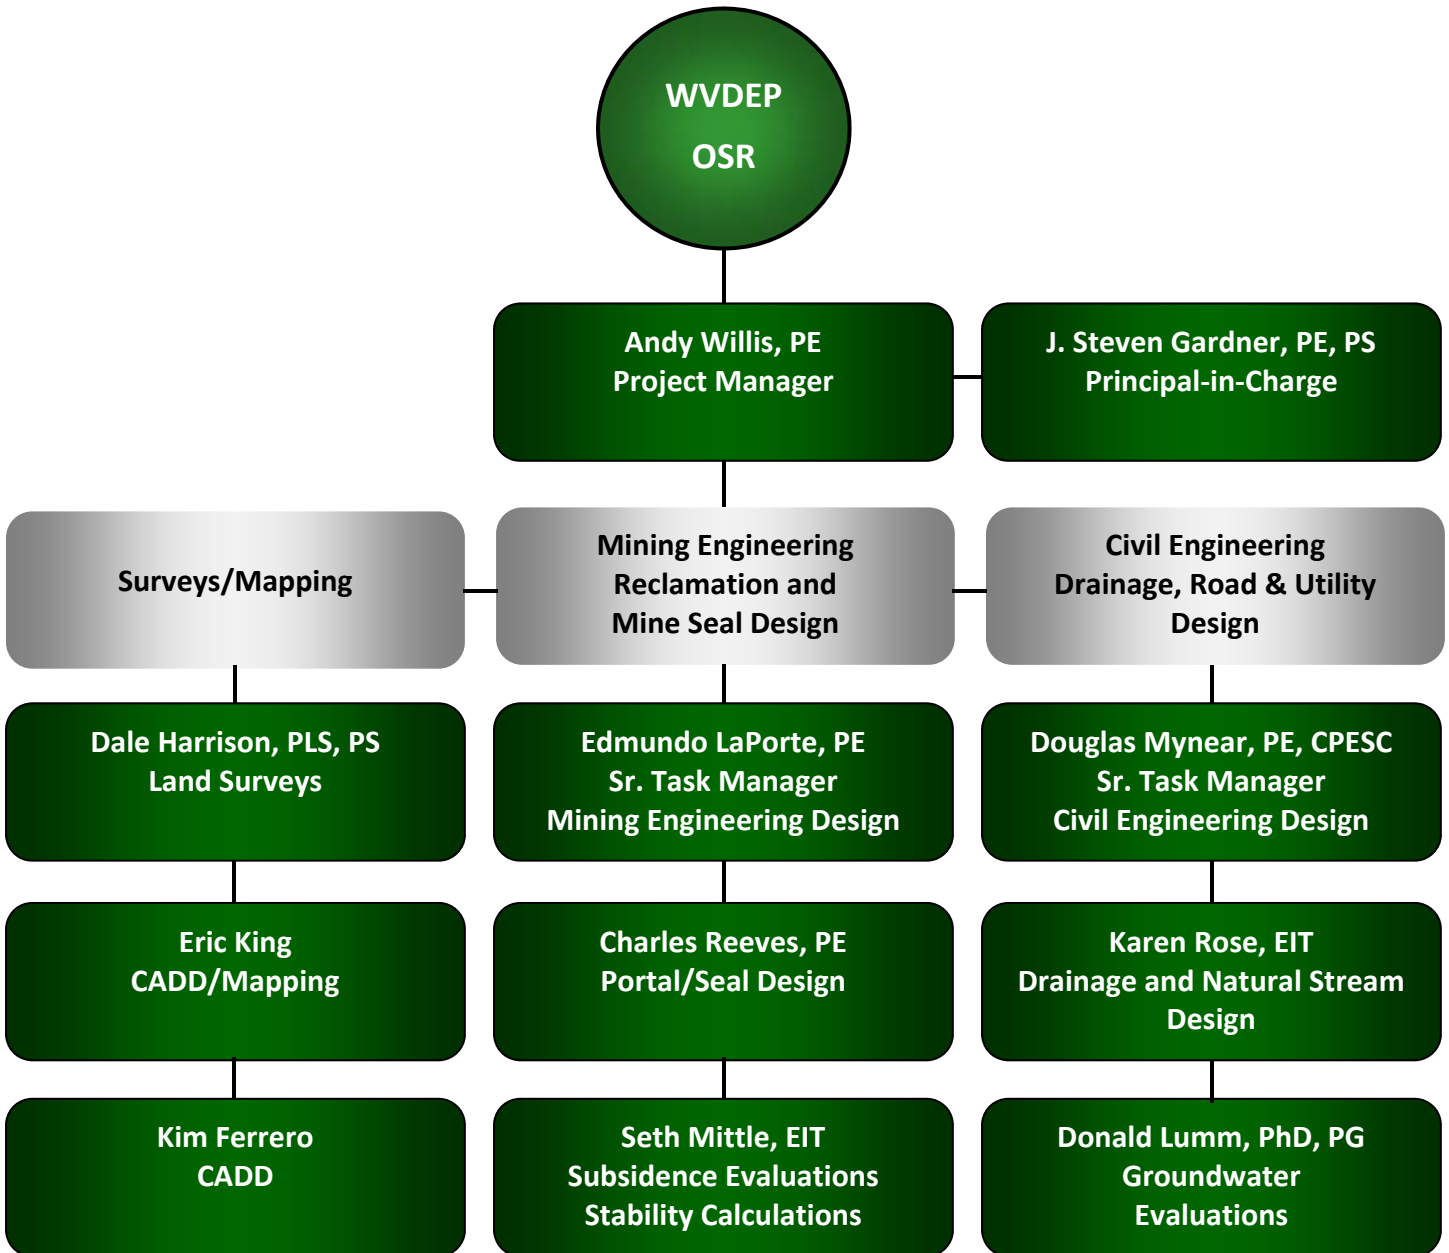 WVDEP
OSR
Andy Willis, PE
Project Manager
J. Steven Gardner, PE, PS
Principal-in-Charge
Surveys/Mapping
Mining Engineering
Reclamation and
Mine Seal Design
Civil Engineering
Drainage, Road & Utility
Design
Dale Harrison, PLS, PS
Land Surveys
Edmundo LaPorte, PE
Sr. Task Manager
Mining Engineering Design
Douglas Mynear, PE, CPESC
Sr. Task Manager
Civil Engineering Design
Eric King
CADD/Mapping
Charles Reeves, PE
Portal/Seal Design
Karen Rose, EIT
Drainage and Natural Stream
Design
Kim Ferrero
CADD
Seth Mittle, EIT
Subsidence Evaluations
Stability Calculations
Donald Lumm, PhD, PG
Groundwater
Evaluations